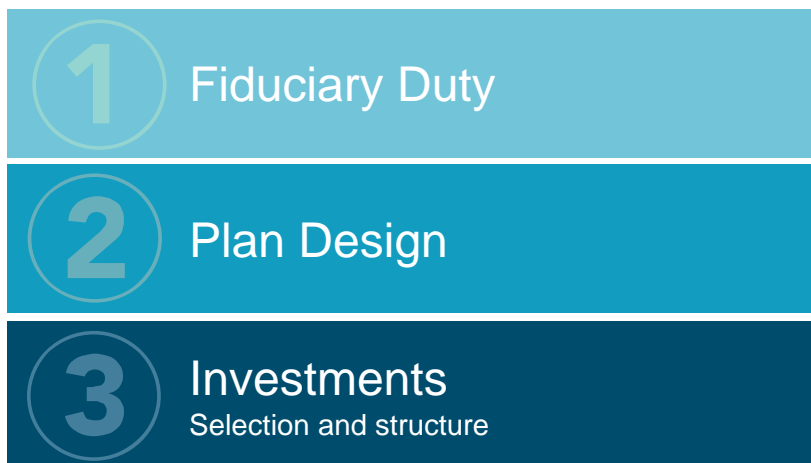 1
Fiduciary Duty
2
Plan Design
3
Investments
Selection and structure